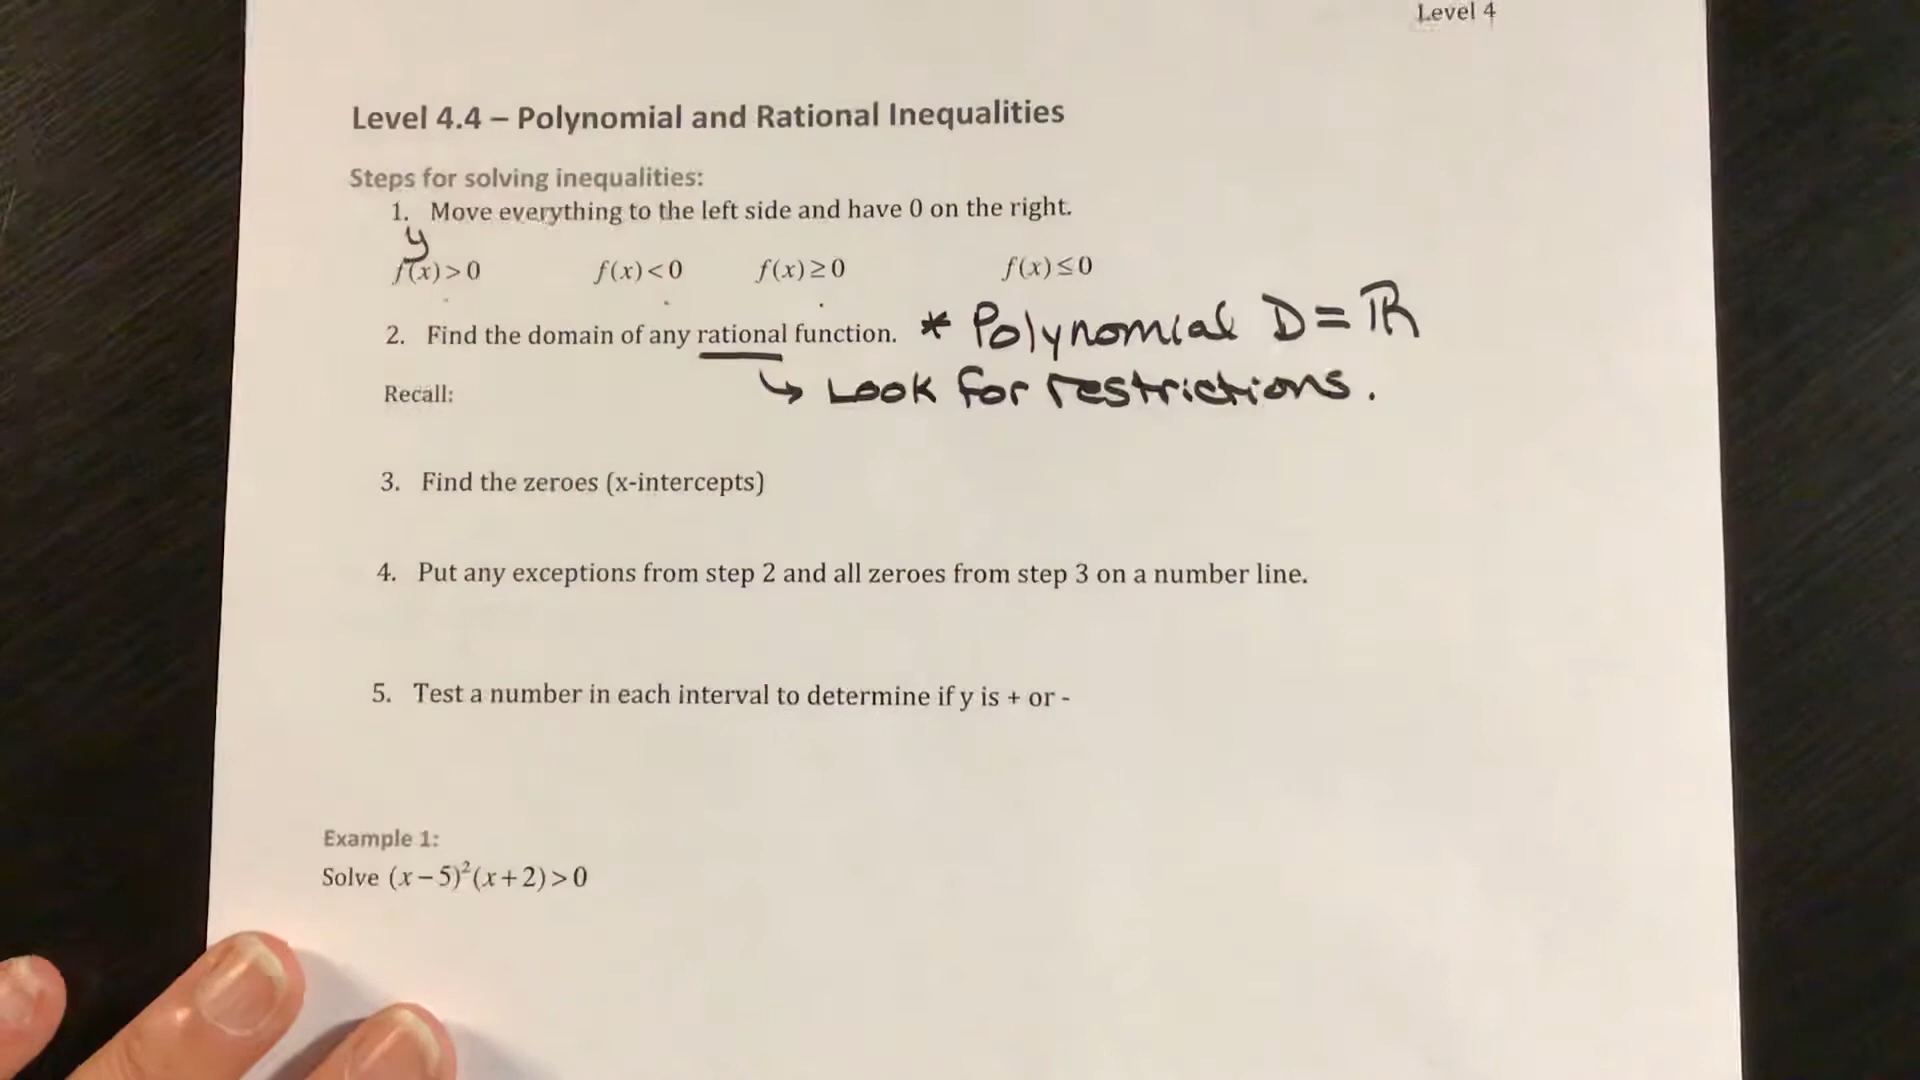 Level 4
Level 4.4 – Polynomial and Rational Inequalities
Steps for solving inequalities:
1. Move everything to the left side and have 0 on the right.
y
f(x)>0 f(x)<0 f(x)≥0 f(x)≤0
2. Find the domain of any rational function. * Polynomial D=ℝ
Recall: ↳ Look for restrictions.
3. Find the zeroes (x-intercepts)
4. Put any exceptions from step 2 and all zeroes from step 3 on a number line.
5. Test a number in each interval to determine if y is + or -
Example 1:
Solve (x−5)²(x+2)>0